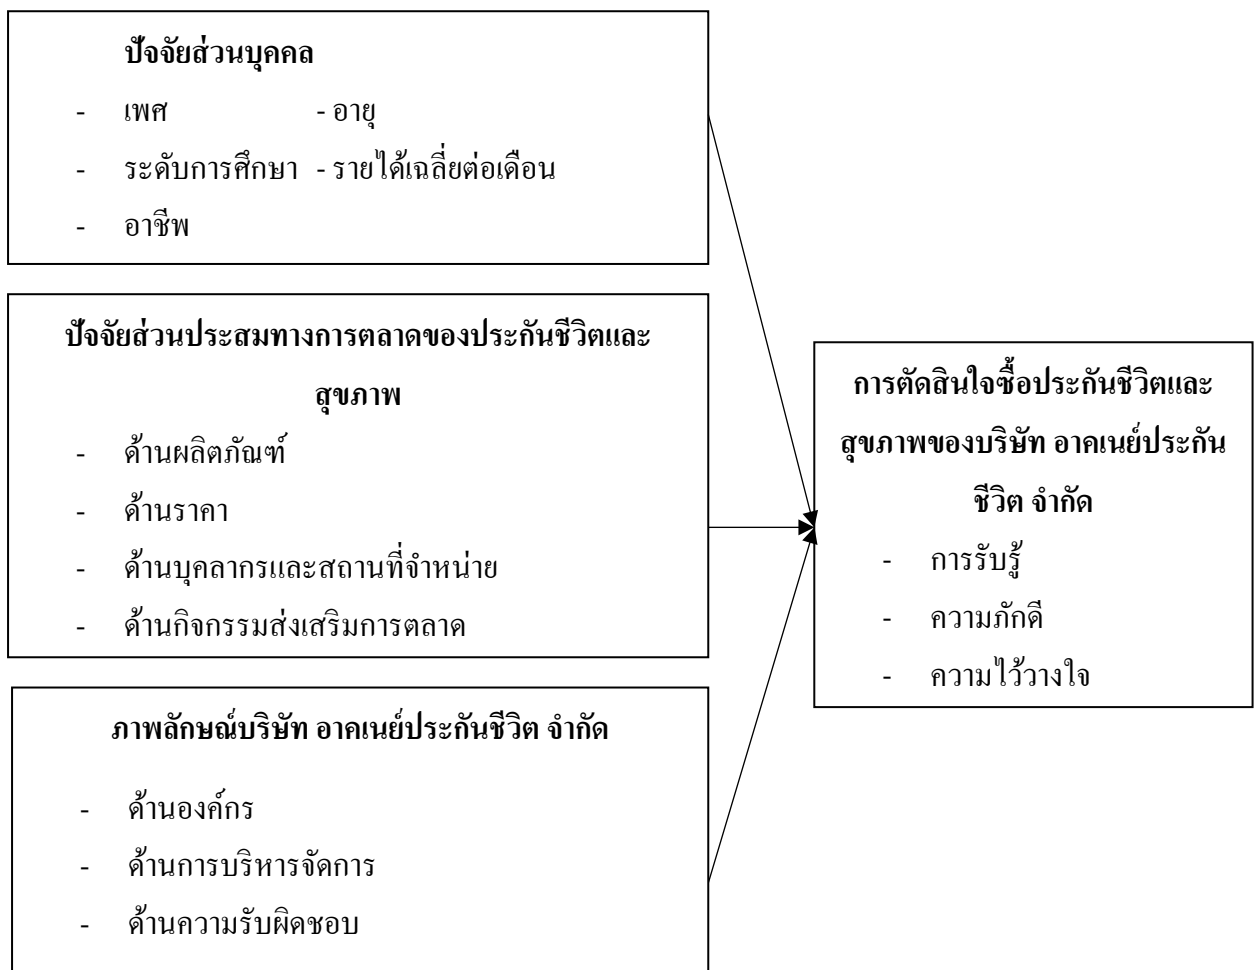 ปัจจัยส่วนบุคคล
- เพศ - อายุ
- ระดับการศึกษา - รายได้เฉลี่ยต่อเดือน
- อาชีพ
ปัจจัยส่วนประสมทางการตลาดของประกันชีวิตและ
สุขภาพ
- ด้านผลิตภัณฑ์
- ด้านราคา
- ด้านบุคลากรและสถานที่จำหน่าย
- ด้านกิจกรรมส่งเสริมการตลาด
ภาพลักษณ์บริษัท อาคเนย์ประกันชีวิต จำกัด
- ด้านองค์กร
- ด้านการบริหารจัดการ
- ด้านความรับผิดชอบ
การตัดสินใจซื้อประกันชีวิตและ
สุขภาพของบริษัท อาคเนย์ประกัน
ชีวิต จำกัด
- การรับรู้
- ความภักดี
- ความไว้วางใจ